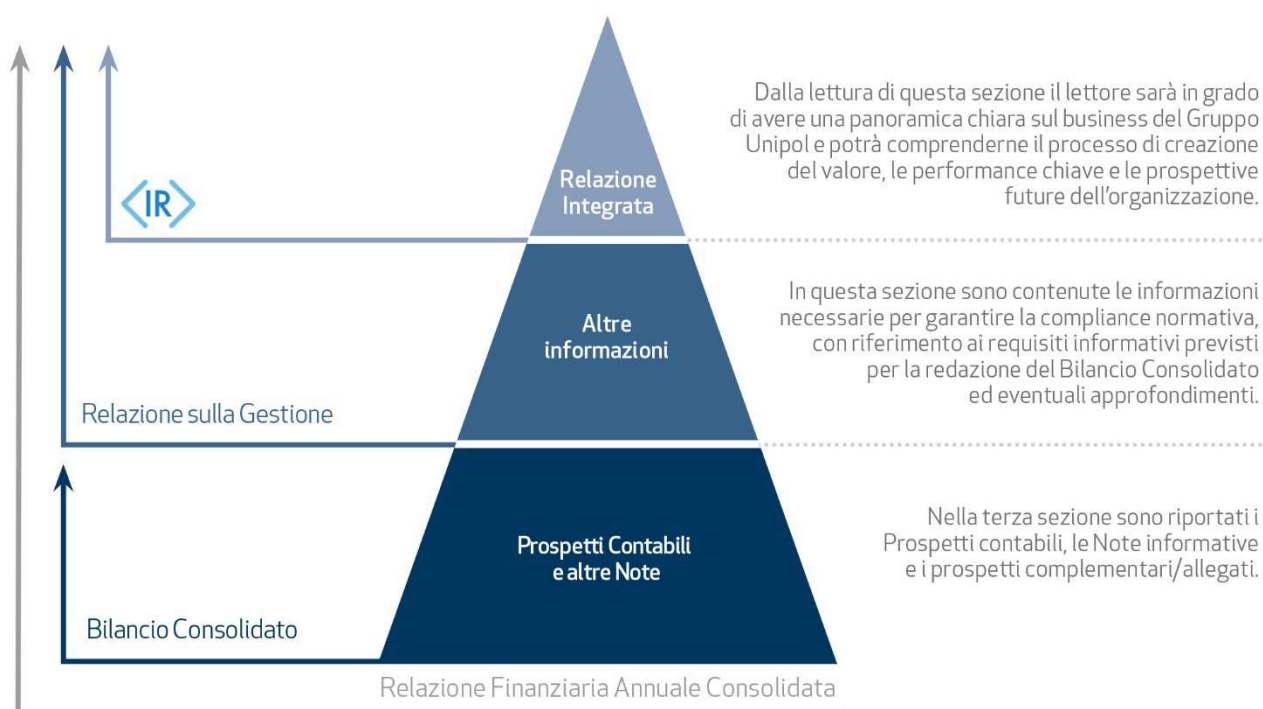 Dalla lettura di questa sezione il lettore sarà in grado
di avere una panoramica chiara sul business del Gruppo
Unipol e potrà comprenderne il processo di creazione
del valore, le performance chiave e le prospettive
future dell'organizzazione.
Relazione
Integrata
<IR>
In questa sezione sono contenute le informazioni
necessarie per garantire la compliance normativa,
con riferimento ai requisiti informativi previsti
per la redazione del Bilancio Consolidato
ed eventuali approfondimenti.
Altre
informazioni
Relazione sulla Gestione
Nella terza sezione sono riportati i
Prospetti contabili, le Note informative
e i prospetti complementari/allegati.
Prospetti Contabili
e altre Note
Bilancio Consolidato
Relazione Finanziaria Annuale Consolidata